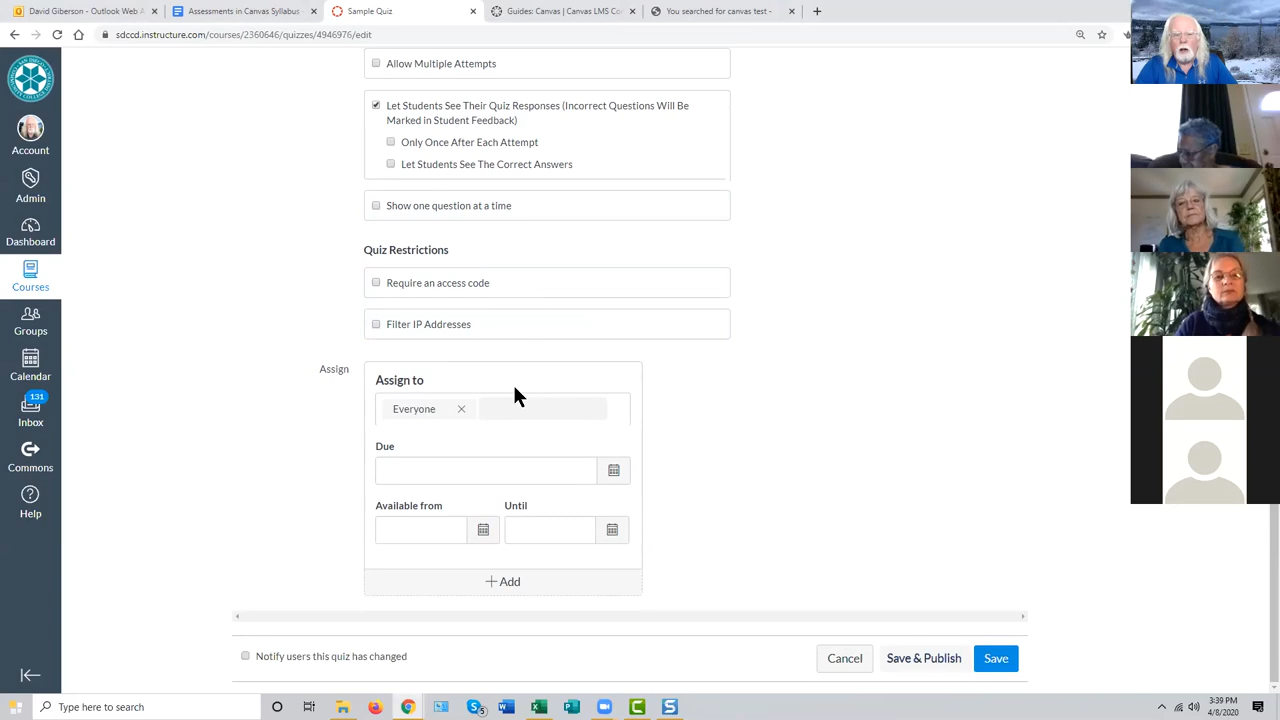 David Giberson - Outlook Web A
Assessments in Canvas Syllabus -
Sample Quiz
Guides: Canvas | Canvas LMS Co
You searched for canvas test -
sdccd.instructure.com/courses/2360646/quizzes/4946976/edit
Account
Admin
Dashboard
Courses
Groups
Calendar
131
Inbox
Commons
Help
Allow Multiple Attempts
Let Students See Their Quiz Responses (Incorrect Questions Will Be
Marked in Student Feedback)
Only Once After Each Attempt
Let Students See The Correct Answers
Show one question at a time
Quiz Restrictions
Require an access code
Filter IP Addresses
Assign
Assign to
Everyone
Due
Available from
Until
Add
Notify users this quiz has changed
Cancel
Save & Publish
Save
Type here to search
5
3:39 PM
4/8/2020